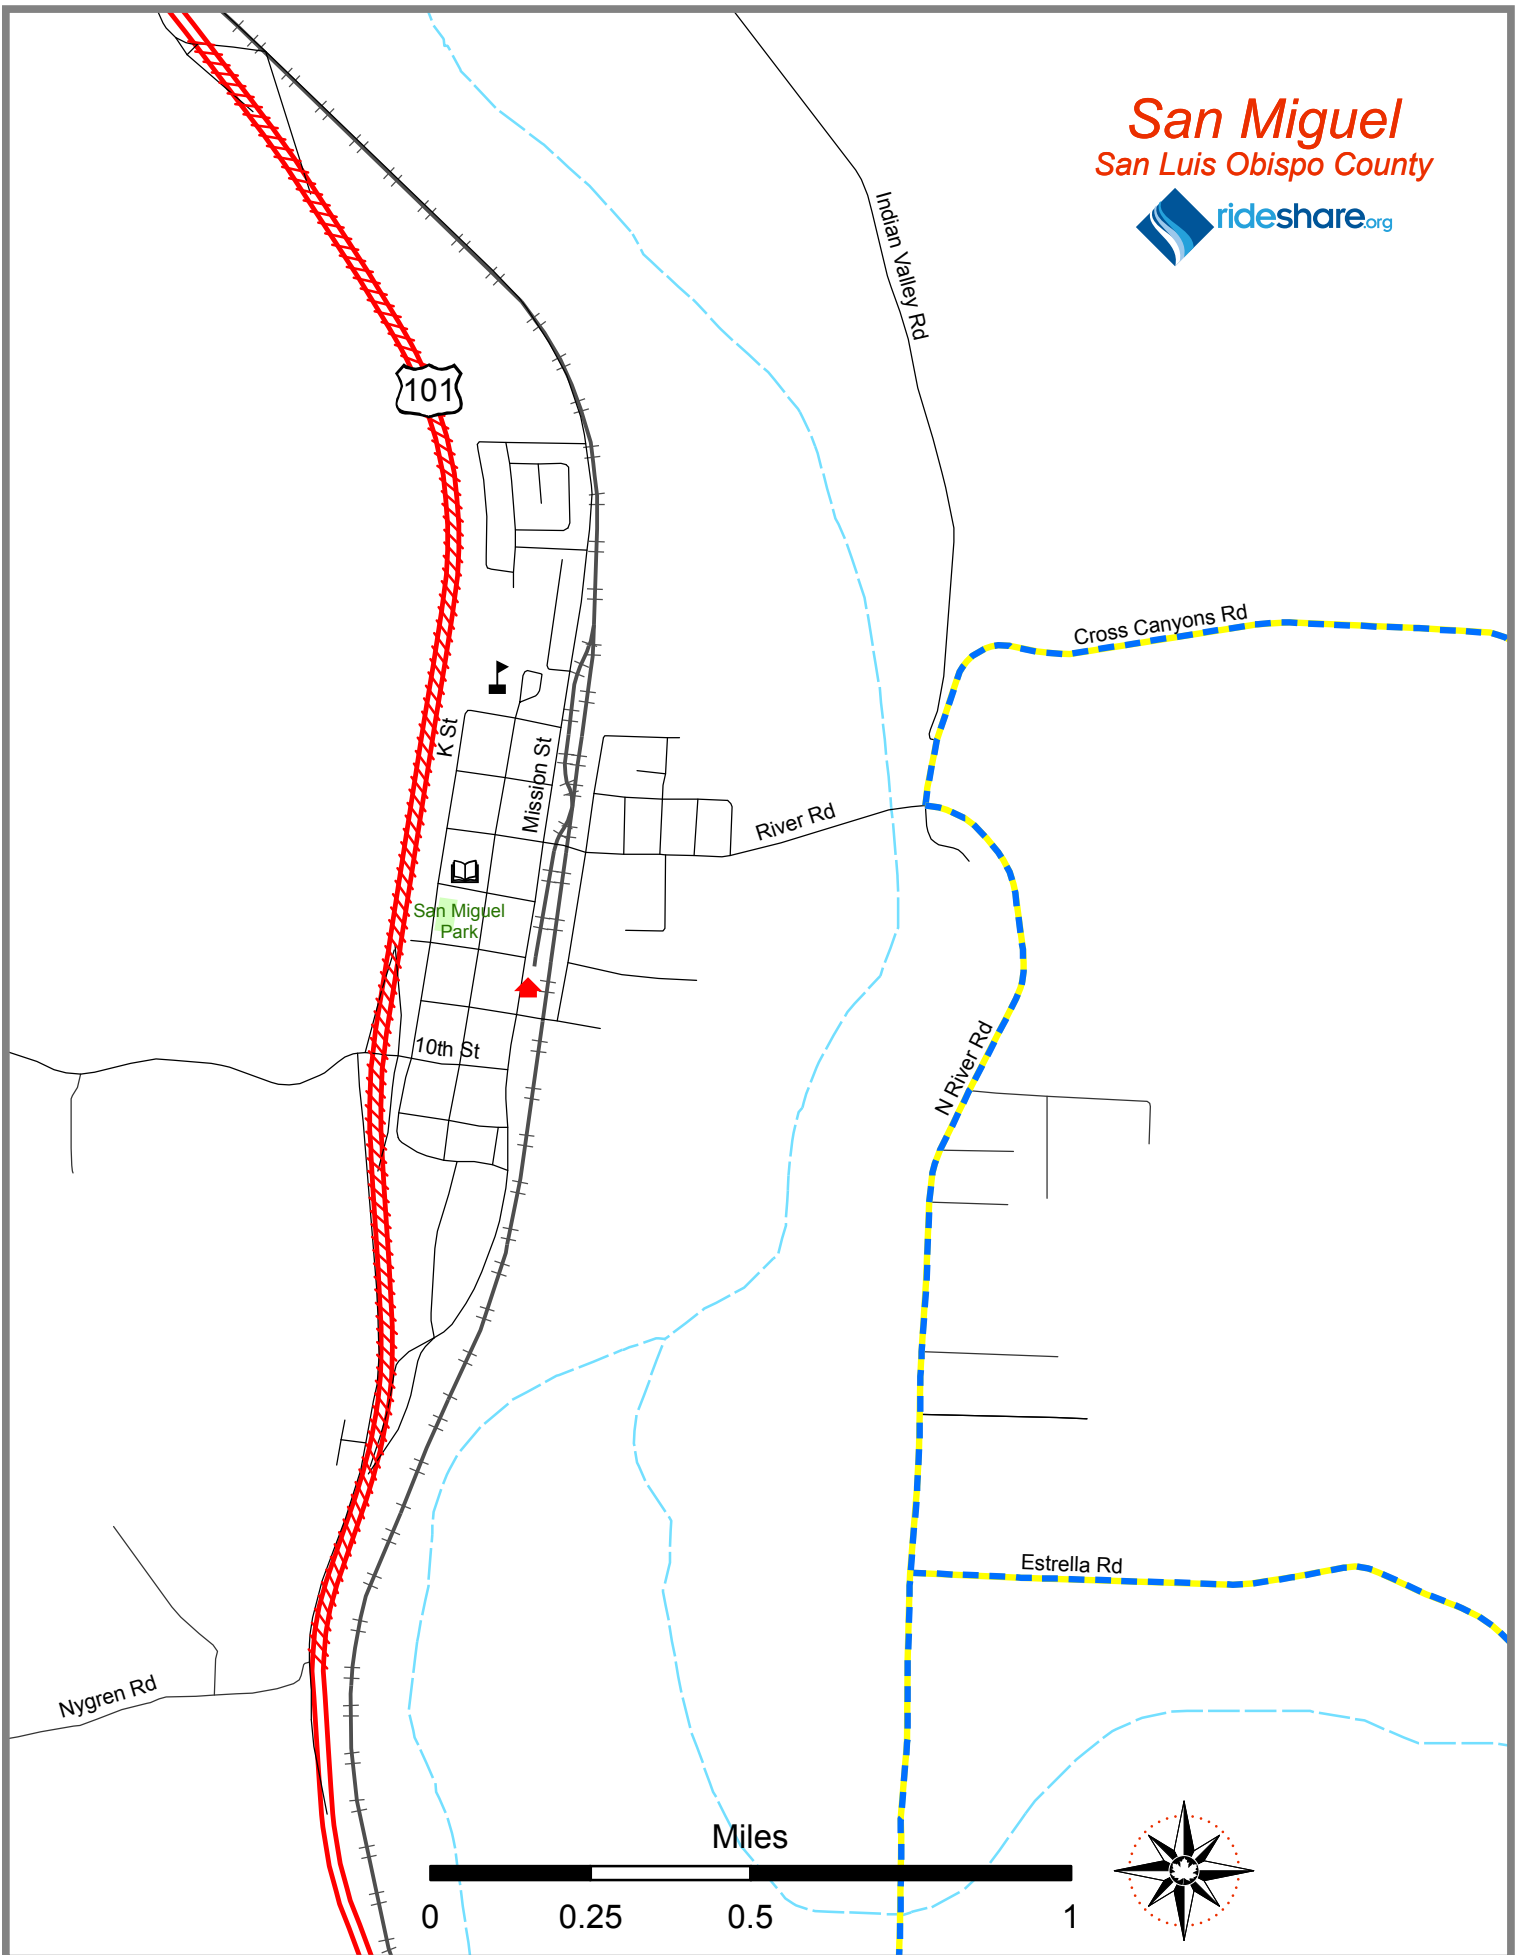 San Miguel
San Luis Obispo County
rideshare.org
Indian Valley Rd
101
Cross Canyons Rd
K St
Mission St
River Rd
San Miguel
Park
10th St
N River Rd
Estrella Rd
Nygren Rd
Miles
0 0.25 0.5 1